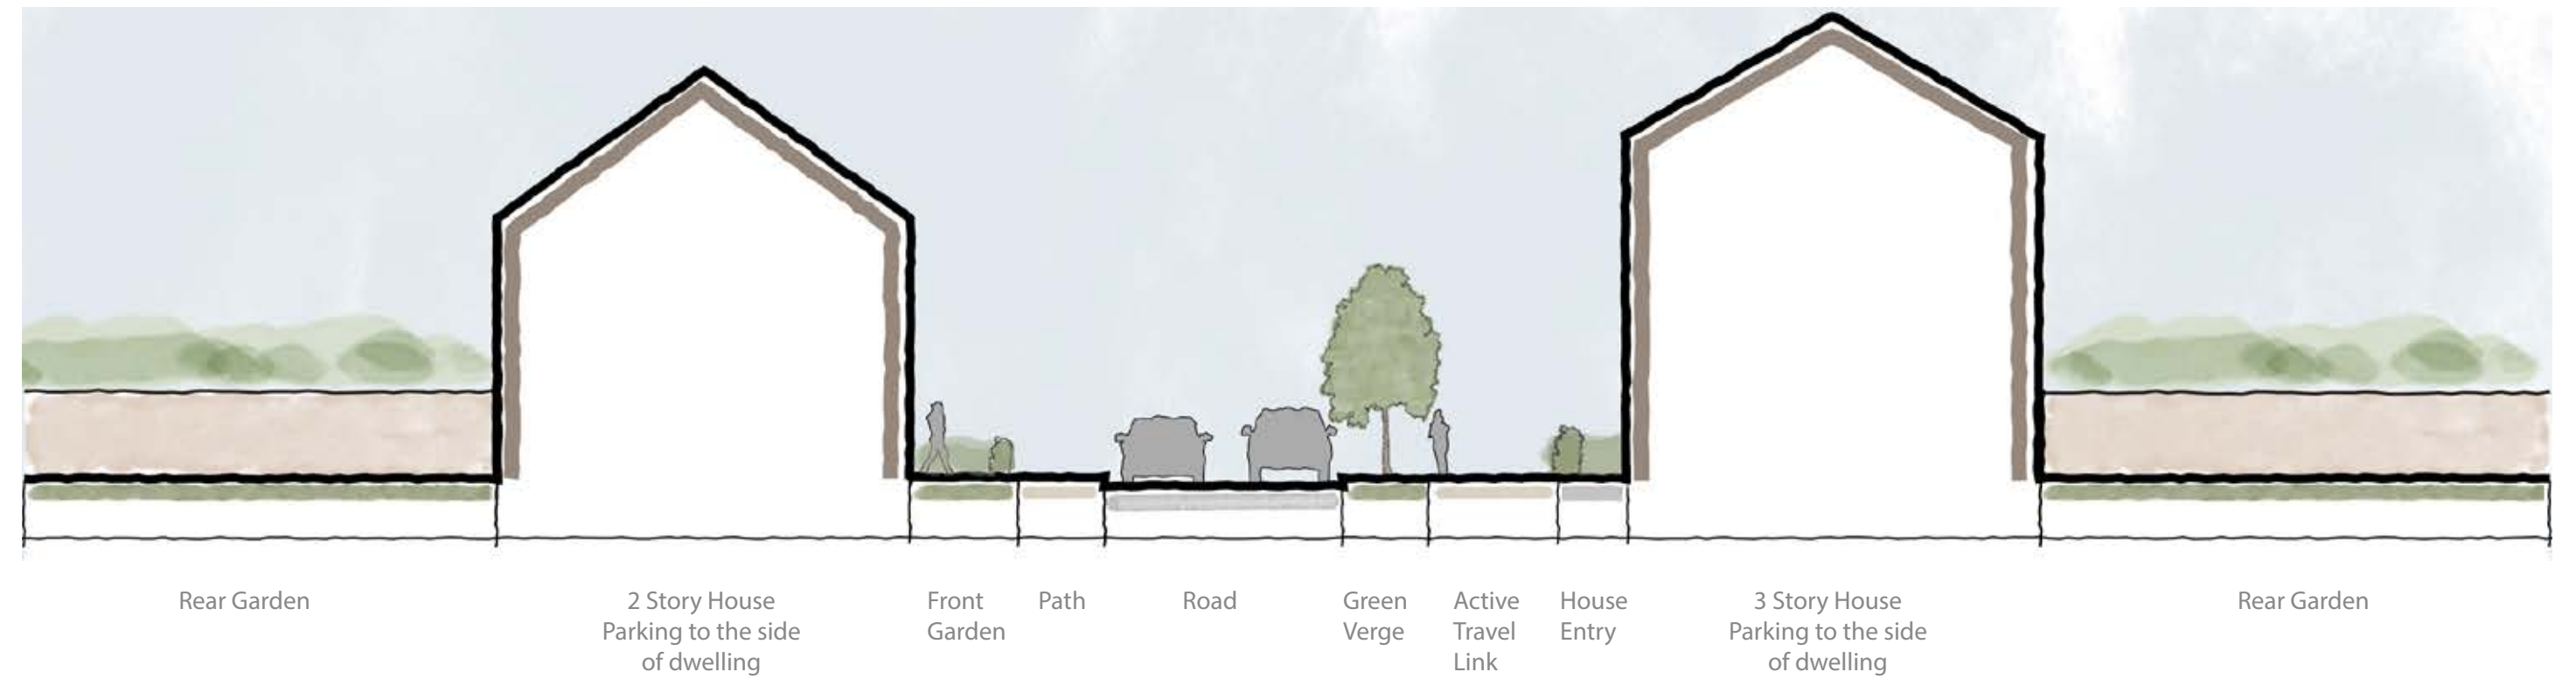 Rear Garden
2 Story House
Parking to the side
of dwelling
Front
Garden
Path
Road
Green
Verge
Active
Travel
Link
House
Entry
3 Story House
Parking to the side
of dwelling
Rear Garden